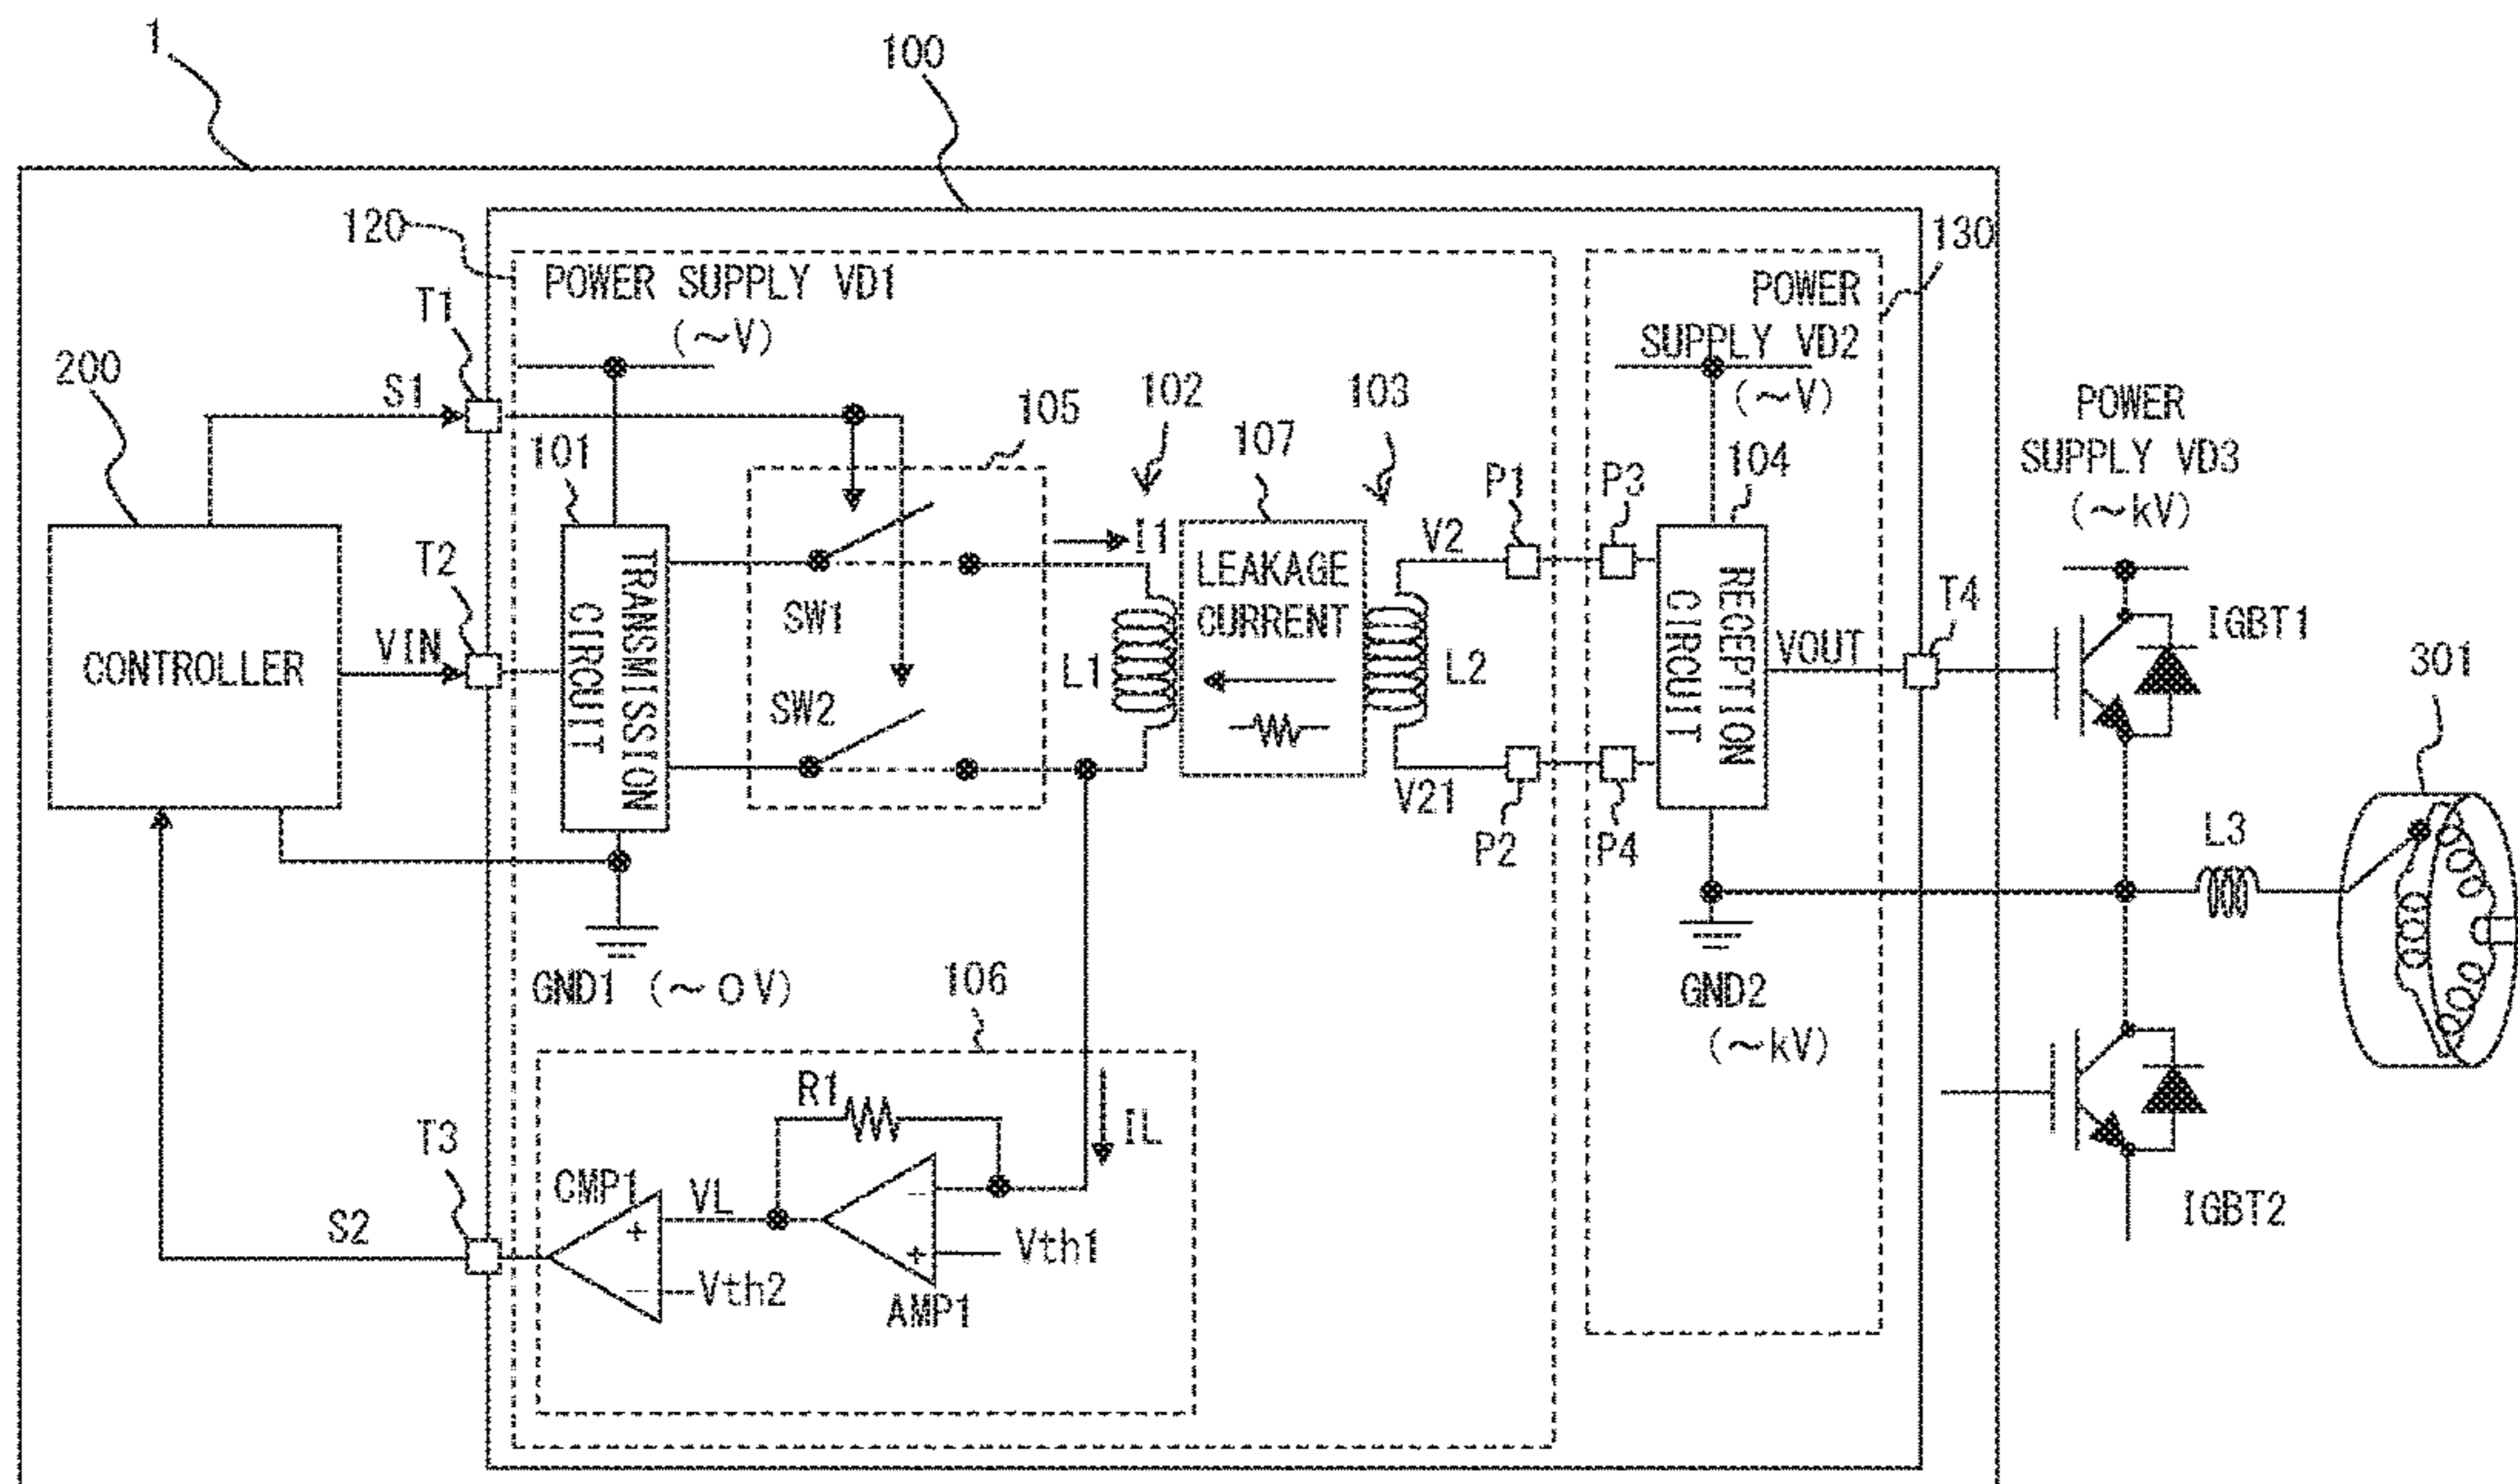 1
100
120
130
POWER SUPPLY VD1
(~V)
POWER
SUPPLY VD2
(~V)
T1
200
S1
101
105
102
103
107
P1
P3
104
POWER
SUPPLY VD3
(~kV)
I1
V2
T2
LEAKAGE
CURRENT
TRANSMISSION
CIRCUIT
RECEPTION
CIRCUIT
SW1
T4
IGBT1
CONTROLLER
VIN
VOUT
301
L1
L2
SW2
V21
P2
P4
L3
GND1 (~0V)
106
GND2
(~kV)
R1
IL
T3
CMP1
VL
S2
Vth1
Vth2
AMP1
IGBT2
+
-
-
+